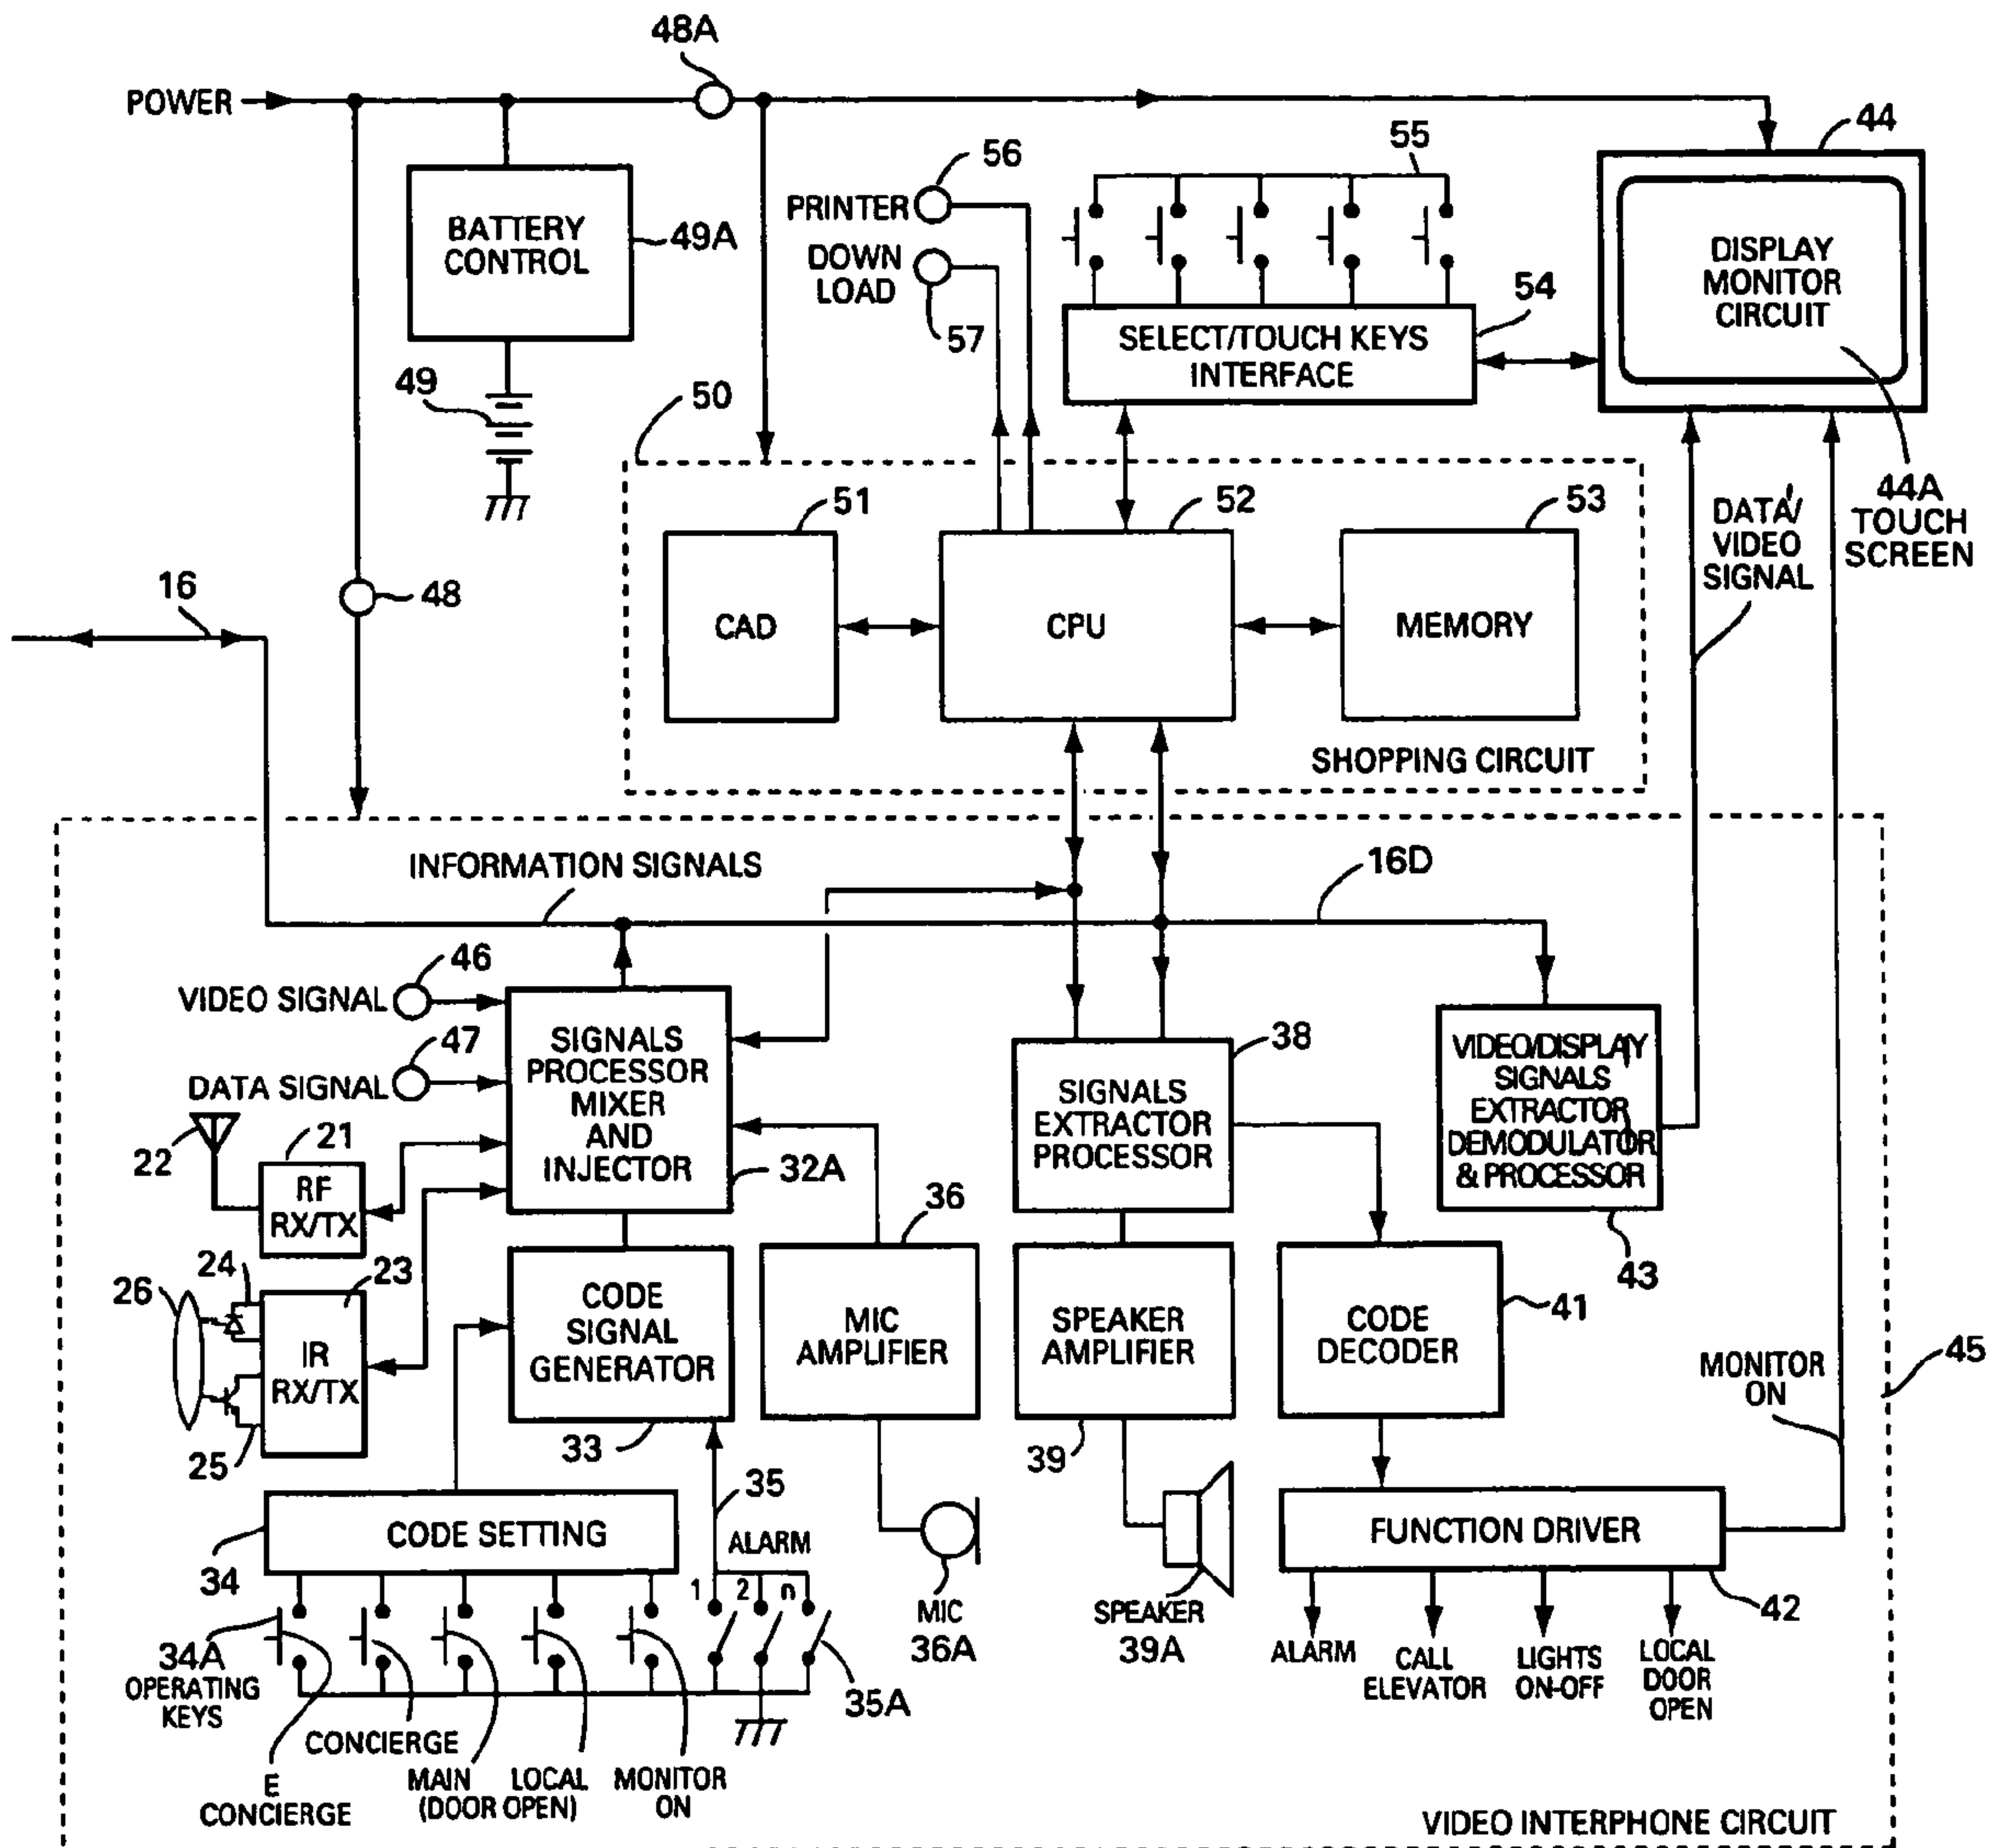 48A
POWER
44
55
56
PRINTER
BATTERY
CONTROL
49A
DOWN
LOAD
DISPLAY
MONITOR
CIRCUIT
54
57
SELECT/TOUCH KEYS
INTERFACE
49
50
51
52
53
44A
TOUCH
SCREEN
DATA/
VIDEO
SIGNAL
16
48
CAD
CPU
MEMORY
SHOPPING CIRCUIT
INFORMATION SIGNALS
16D
46
VIDEO SIGNAL
47
DATA SIGNAL
SIGNALS
PROCESSOR
MIXER
AND
INJECTOR
38
SIGNALS
EXTRACTOR
PROCESSOR
VIDEO/DISPLAY
SIGNALS
EXTRACTOR
DEMODULATOR
& PROCESSOR
22
21
RF
RX/TX
32A
36
43
24
23
26
IR
RX/TX
CODE
SIGNAL
GENERATOR
MIC
AMPLIFIER
SPEAKER
AMPLIFIER
CODE
DECODER
41
45
MONITOR
ON
25
33
39
35
CODE SETTING
ALARM
FUNCTION DRIVER
34
1 2 n
MIC
36A
SPEAKER
39A
42
34A
OPERATING
KEYS
ALARM
CALL
ELEVATOR
LIGHTS
ON-OFF
LOCAL
DOOR
OPEN
35A
CONCIERGE
E
CONCIERGE
MAIN LOCAL
(DOOR OPEN)
MONITOR
ON
VIDEO INTERPHONE CIRCUIT